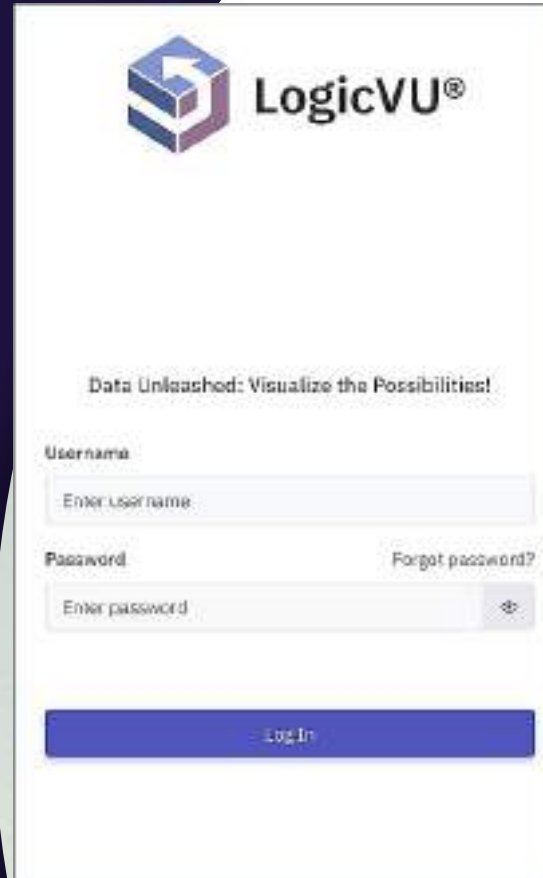 LogicVU®
Data Unleashed: Visualize the Possibilities!
Username
Enter username
Password Forgot password?
Enter password
Log In